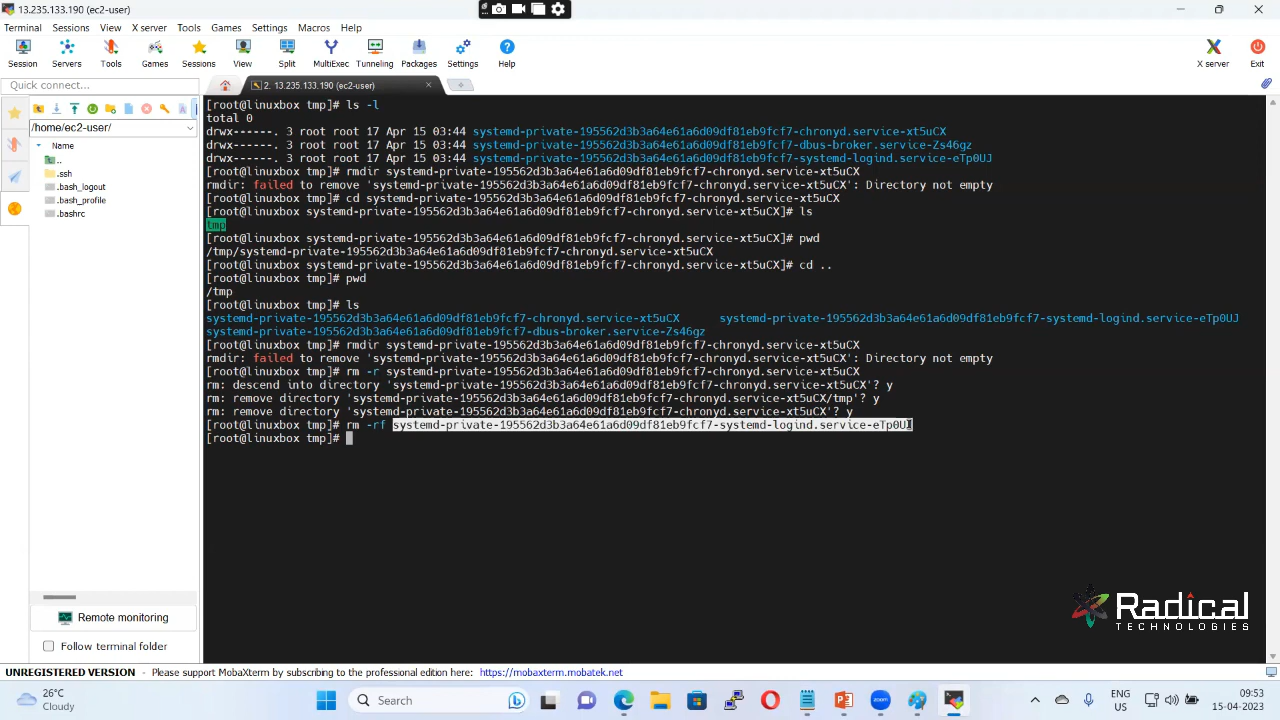 13.235.133.190 (ec2-user)
Terminal Sessions View X server Tools Games Settings Macros Help
Session Servers Tools Games Sessions View Split MultiExec Tunneling Packages Settings Help X server Exit
Quick connect...
2. 13.235.133.190 (ec2-user)
/home/ec2-user/
Name
..
.ssh
.bash_logout
.bash_profile
.bashrc
[root@linuxbox tmp]# ls -l
total 0
drwx------. 3 root root 17 Apr 15 03:44 systemd-private-195562d3b3a64e61a6d09df81eb9fcf7-chronyd.service-xt5uCX
drwx------. 3 root root 17 Apr 15 03:44 systemd-private-195562d3b3a64e61a6d09df81eb9fcf7-dbus-broker.service-Zs46gz
drwx------. 3 root root 17 Apr 15 03:44 systemd-private-195562d3b3a64e61a6d09df81eb9fcf7-systemd-logind.service-eTp0UJ
[root@linuxbox tmp]# rmdir systemd-private-195562d3b3a64e61a6d09df81eb9fcf7-chronyd.service-xt5uCX
rmdir: failed to remove 'systemd-private-195562d3b3a64e61a6d09df81eb9fcf7-chronyd.service-xt5uCX': Directory not empty
[root@linuxbox tmp]# cd systemd-private-195562d3b3a64e61a6d09df81eb9fcf7-chronyd.service-xt5uCX
[root@linuxbox systemd-private-195562d3b3a64e61a6d09df81eb9fcf7-chronyd.service-xt5uCX]# ls
tmp
[root@linuxbox systemd-private-195562d3b3a64e61a6d09df81eb9fcf7-chronyd.service-xt5uCX]# pwd
/tmp/systemd-private-195562d3b3a64e61a6d09df81eb9fcf7-chronyd.service-xt5uCX
[root@linuxbox systemd-private-195562d3b3a64e61a6d09df81eb9fcf7-chronyd.service-xt5uCX]# cd ..
[root@linuxbox tmp]# pwd
/tmp
[root@linuxbox tmp]# ls
systemd-private-195562d3b3a64e61a6d09df81eb9fcf7-chronyd.service-xt5uCX systemd-private-195562d3b3a64e61a6d09df81eb9fcf7-systemd-logind.service-eTp0UJ
systemd-private-195562d3b3a64e61a6d09df81eb9fcf7-dbus-broker.service-Zs46gz
[root@linuxbox tmp]# rmdir systemd-private-195562d3b3a64e61a6d09df81eb9fcf7-chronyd.service-xt5uCX
rmdir: failed to remove 'systemd-private-195562d3b3a64e61a6d09df81eb9fcf7-chronyd.service-xt5uCX': Directory not empty
[root@linuxbox tmp]# rm -r systemd-private-195562d3b3a64e61a6d09df81eb9fcf7-chronyd.service-xt5uCX
rm: descend into directory 'systemd-private-195562d3b3a64e61a6d09df81eb9fcf7-chronyd.service-xt5uCX'? y
rm: remove directory 'systemd-private-195562d3b3a64e61a6d09df81eb9fcf7-chronyd.service-xt5uCX/tmp'? y
rm: remove directory 'systemd-private-195562d3b3a64e61a6d09df81eb9fcf7-chronyd.service-xt5uCX'? y
[root@linuxbox tmp]# rm -rf systemd-private-195562d3b3a64e61a6d09df81eb9fcf7-systemd-logind.service-eTp0UJ
[root@linuxbox tmp]#
Radical
TECHNOLOGIES
Remote monitoring
Follow terminal folder
UNREGISTERED VERSION - Please support MobaXterm by subscribing to the professional edition here: https://mobaxterm.mobatek.net
26°C
Cloudy
Search
ENG
US
09:53
15-04-2023